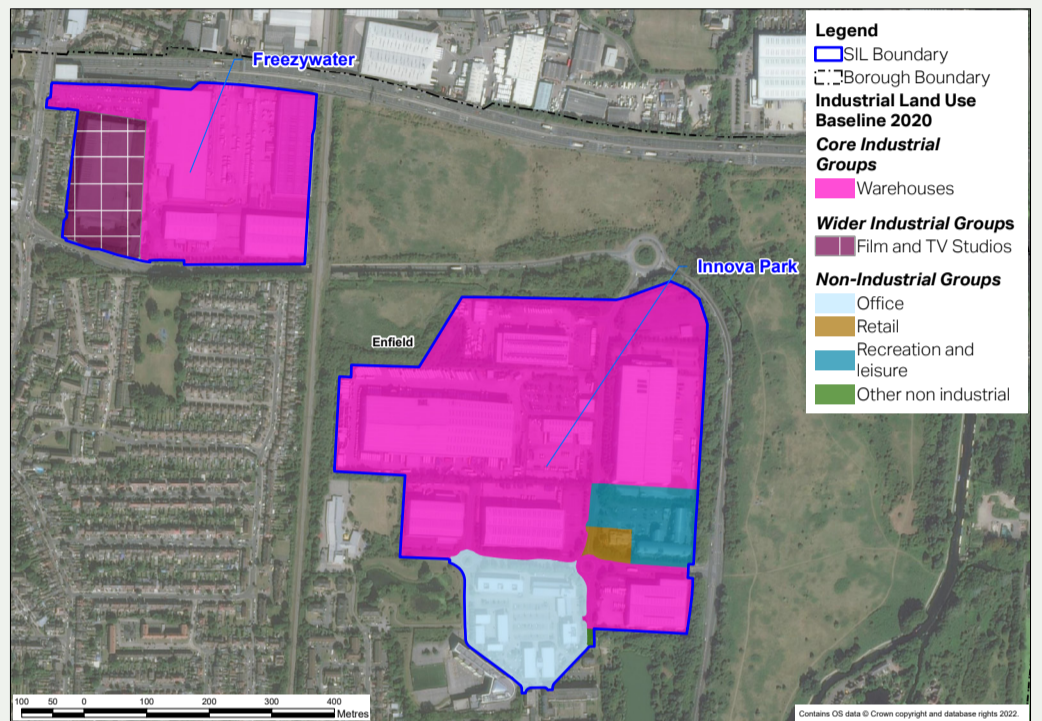 Freezywater
Innova Park
Enfield
Legend
SIL Boundary
Borough Boundary
Industrial Land Use
Baseline 2020
Core Industrial
Groups
Warehouses
Wider Industrial Groups
Film and TV Studios
Non-Industrial Groups
Office
Retail
Recreation and
leisure
Other non industrial
100 50 0 100 200 300 400
Metres
Contains OS data © Crown copyright and database rights 2022.